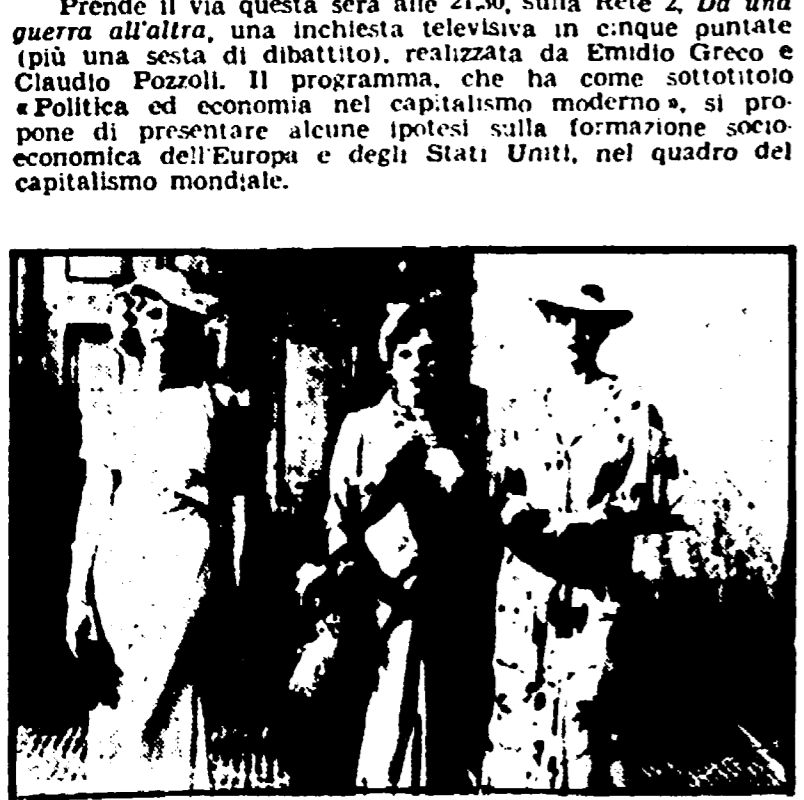 Prende il via questa sera alle 21,30, sulla Rete 2, Da una
guerra all'altra, una inchiesta televisiva in cinque puntate
(più una sesta di dibattito), realizzata da Emidio Greco e
Claudio Pozzoli. Il programma, che ha come sottotitolo
«Politica ed economia nel capitalismo moderno», si pro-
pone di presentare alcune ipotesi sulla formazione socio-
economica dell'Europa e degli Stati Uniti, nel quadro del
capitalismo mondiale.